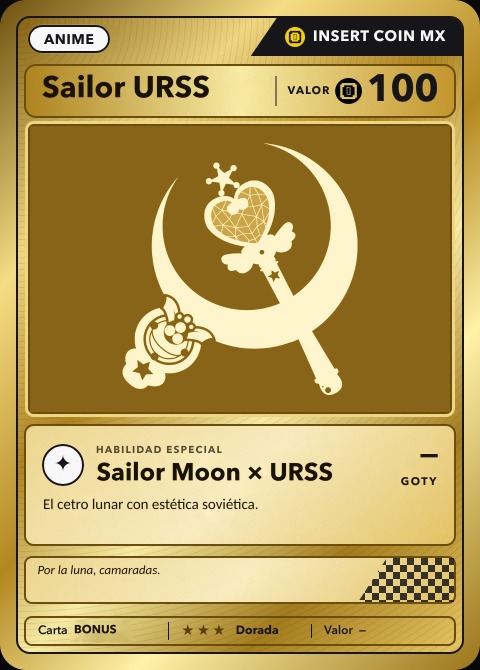 ANIME
INSERT COIN MX
Sailor URSS
VALOR 100
HABILIDAD ESPECIAL
Sailor Moon × URSS
–
GOTY
El cetro lunar con estética soviética.
Por la luna, camaradas.
Carta BONUS ★ ★ ★ Dorada Valor –